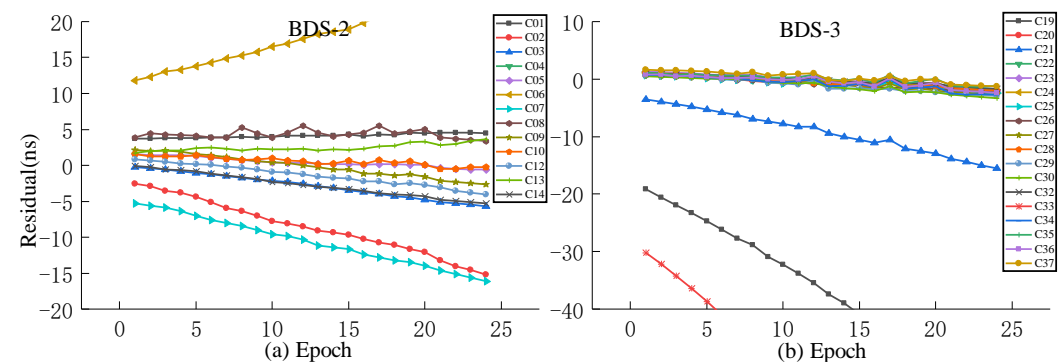 BDS-2
Residual(ns)
20
15
10
5
0
−5
−10
−15
−20
0
5
10
15
20
25
(a) Epoch
C01
C02
C03
C04
C05
C06
C07
C08
C09
C10
C12
C13
C14
BDS-3
10
0
−10
−20
−30
−40
0
5
10
15
20
25
(b) Epoch
C19
C20
C21
C22
C23
C24
C25
C26
C27
C28
C29
C30
C32
C33
C34
C35
C36
C37